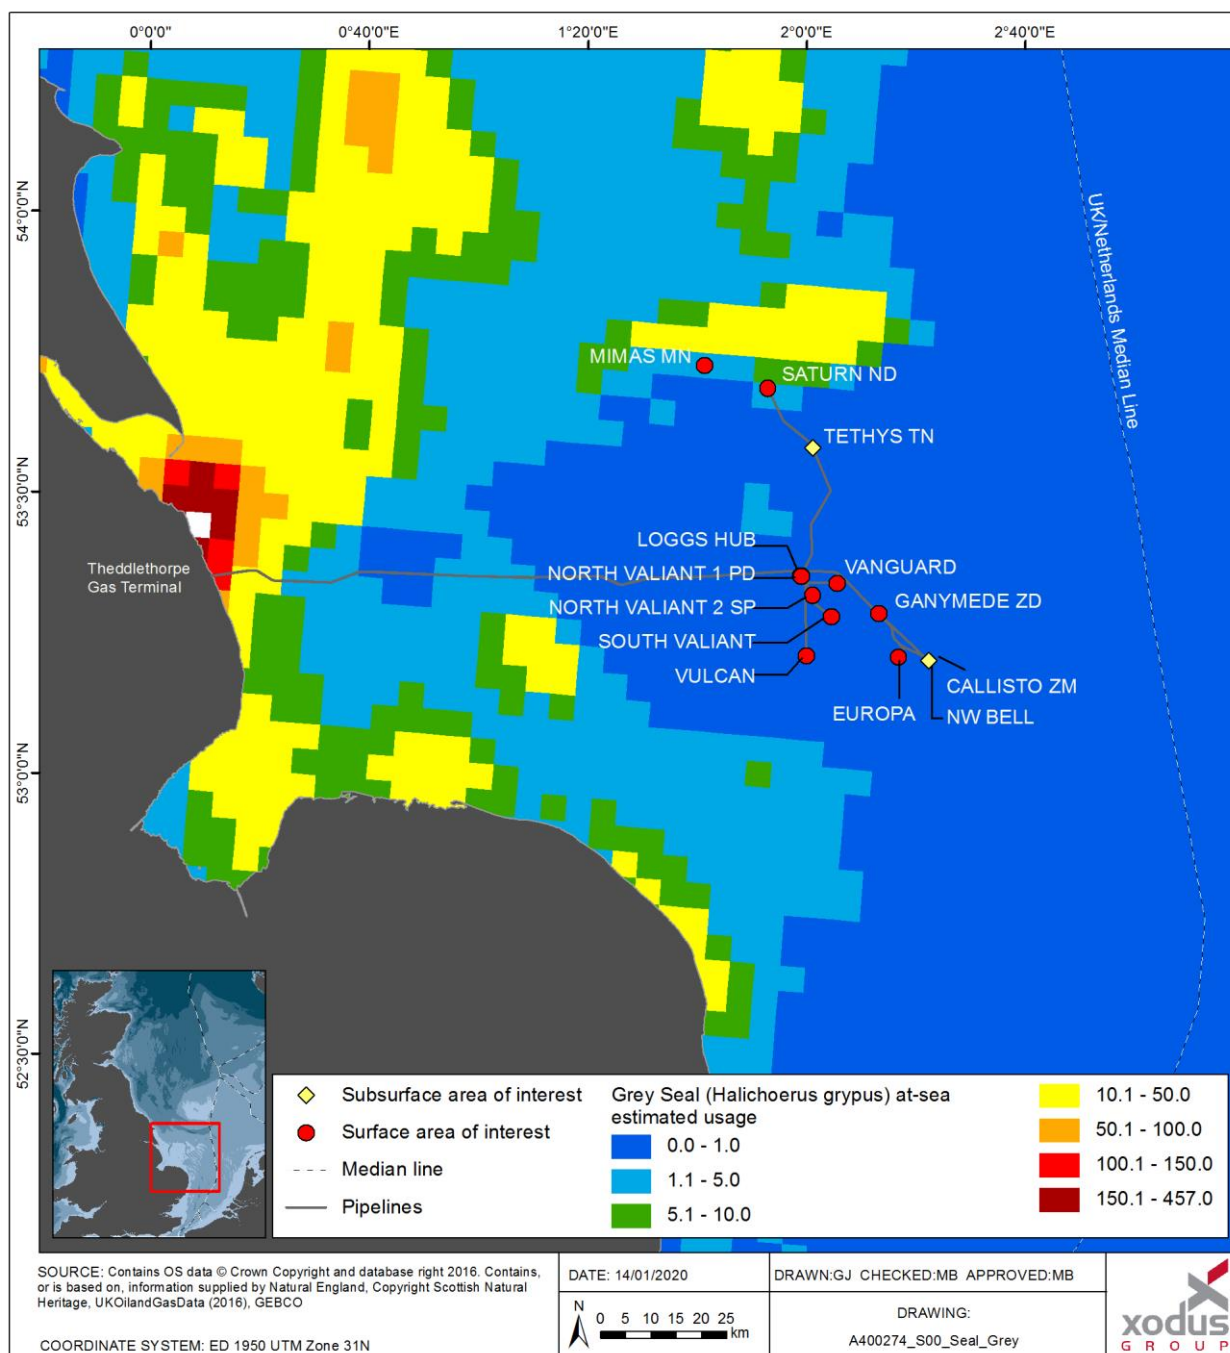 0°0'0"
0°40'0"E
1°20'0"E
2°0'0"E
2°40'0"E
54°0'0"N
53°30'0"N
53°0'0"N
52°30'0"N
UK/Netherlands Median Line
MIMAS MN
SATURN ND
TETHYS TN
LOGGS HUB
NORTH VALIANT 1 PD
VANGUARD
NORTH VALIANT 2 SP
GANYMEDE ZD
SOUTH VALIANT
VULCAN
CALLISTO ZM
EUROPA
NW BELL
Theddlethorpe
Gas Terminal
Subsurface area of interest
Surface area of interest
Median line
Pipelines
Grey Seal (Halichoerus grypus) at-sea
estimated usage
0.0 - 1.0
1.1 - 5.0
5.1 - 10.0
10.1 - 50.0
50.1 - 100.0
100.1 - 150.0
150.1 - 457.0
SOURCE: Contains OS data © Crown Copyright and database right 2016. Contains,
or is based on, information supplied by Natural England, Copyright Scottish Natural
Heritage, UKOilandGasData (2016), GEBCO
COORDINATE SYSTEM: ED 1950 UTM Zone 31N
DATE: 14/01/2020
N
0 5 10 15 20 25
km
DRAWN:GJ CHECKED:MB APPROVED:MB
DRAWING:
A400274_S00_Seal_Grey
xodus
GROUP